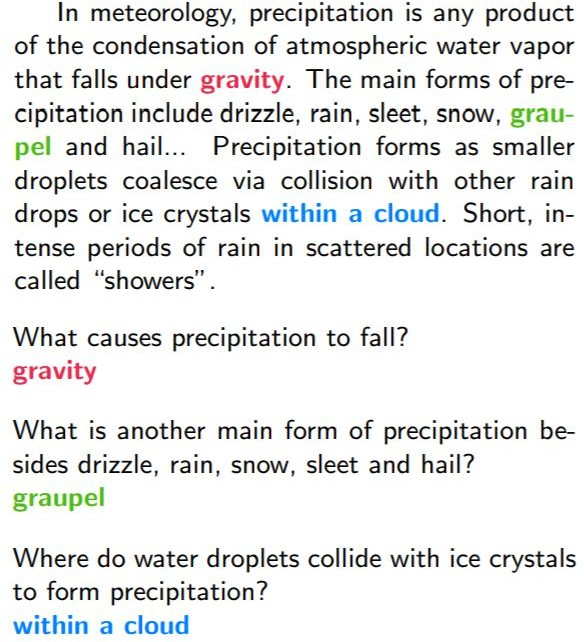 In meteorology, precipitation is any product
of the condensation of atmospheric water vapor
that falls under gravity. The main forms of pre-
cipitation include drizzle, rain, sleet, snow, grau-
pel and hail... Precipitation forms as smaller
droplets coalesce via collision with other rain
drops or ice crystals within a cloud. Short, in-
tense periods of rain in scattered locations are
called “showers”.
What causes precipitation to fall?
gravity
What is another main form of precipitation be-
sides drizzle, rain, snow, sleet and hail?
graupel
Where do water droplets collide with ice crystals
to form precipitation?
within a cloud